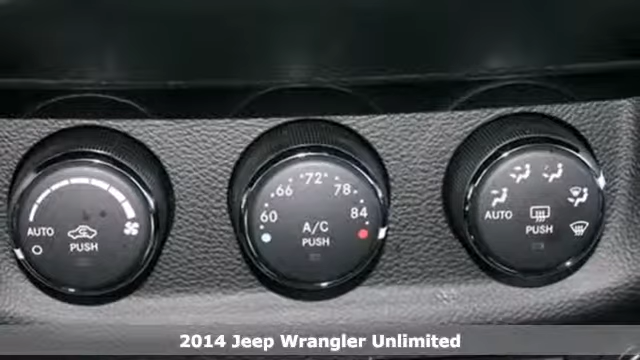 AUTO
PUSH
60 66 72 78 84
A/C
PUSH
AUTO
PUSH
2014 Jeep Wrangler Unlimited